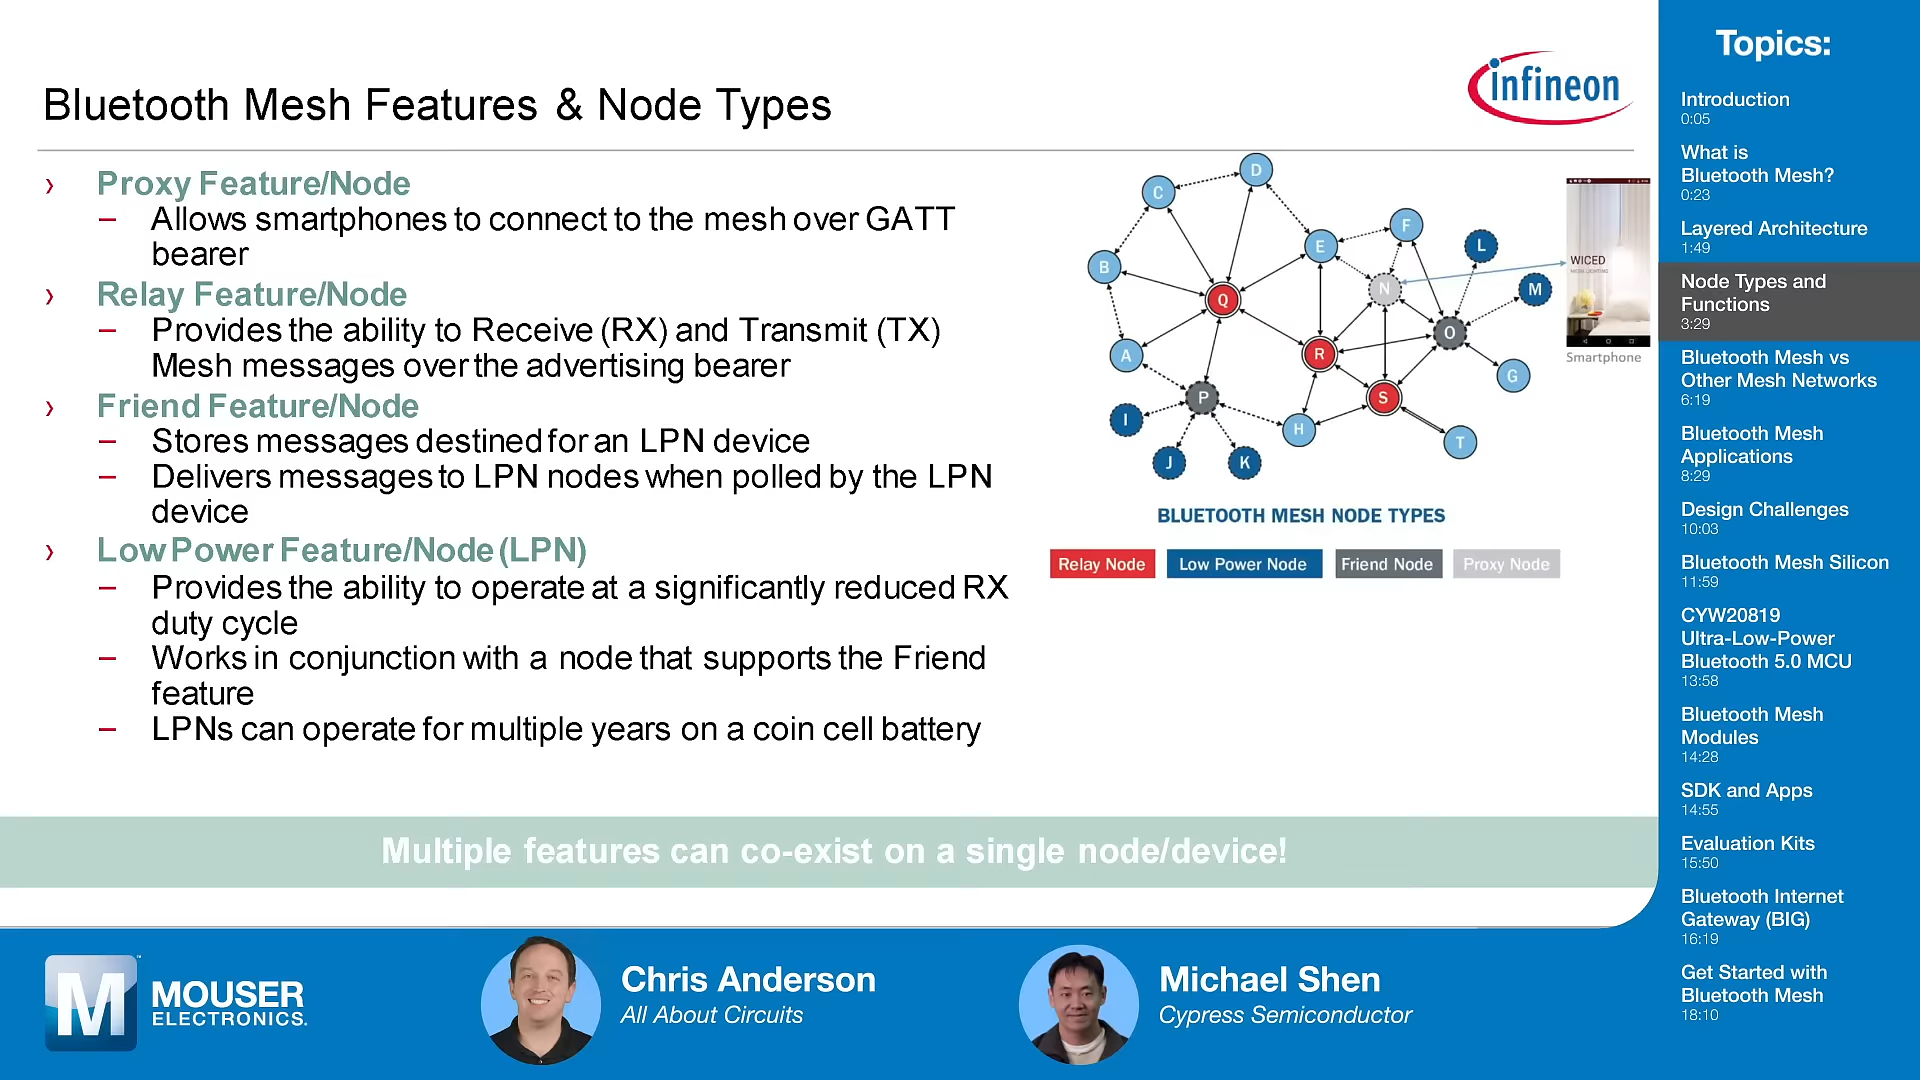 Bluetooth Mesh Features & Node Types
infineon
› Proxy Feature/Node
– Allows smartphones to connect to the mesh over GATT
bearer
› Relay Feature/Node
– Provides the ability to Receive (RX) and Transmit (TX)
Mesh messages over the advertising bearer
› Friend Feature/Node
– Stores messages destined for an LPN device
– Delivers messages to LPN nodes when polled by the LPN
device
› Low Power Feature/Node (LPN)
– Provides the ability to operate at a significantly reduced RX
duty cycle
– Works in conjunction with a node that supports the Friend
feature
– LPNs can operate for multiple years on a coin cell battery
D
C
F
E
L
B
N
M
Q
O
A
R
G
P
S
I
H
T
J
K
WICED
Smartphone
BLUETOOTH MESH NODE TYPES
Relay Node
Low Power Node
Friend Node
Proxy Node
Multiple features can co-exist on a single node/device!
M
MOUSER
ELECTRONICS.
Chris Anderson
All About Circuits
Michael Shen
Cypress Semiconductor
Topics:
Introduction
0:05
What is
Bluetooth Mesh?
0:23
Layered Architecture
1:49
Node Types and
Functions
3:29
Bluetooth Mesh vs
Other Mesh Networks
6:19
Bluetooth Mesh
Applications
8:29
Design Challenges
10:03
Bluetooth Mesh Silicon
11:59
CYW20819
Ultra-Low-Power
Bluetooth 5.0 MCU
13:58
Bluetooth Mesh
Modules
14:28
SDK and Apps
14:55
Evaluation Kits
15:50
Bluetooth Internet
Gateway (BIG)
16:19
Get Started with
Bluetooth Mesh
18:10